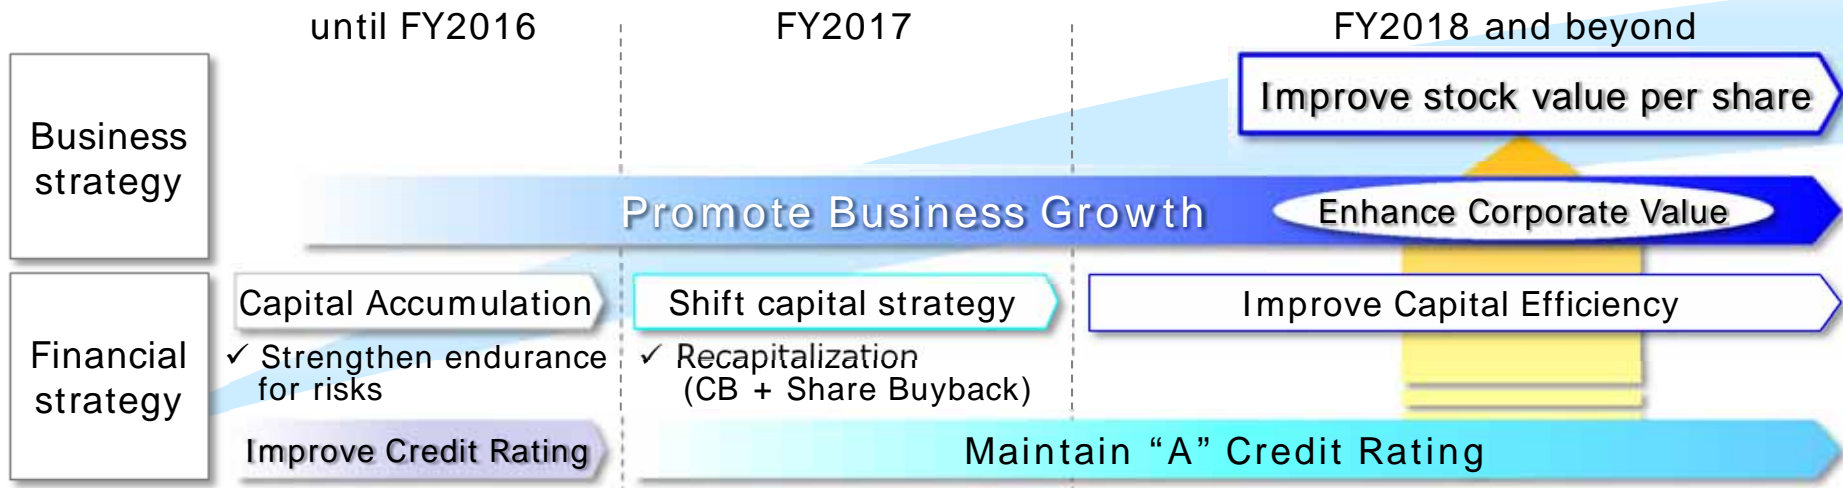 until FY2016
FY2017
FY2018 and beyond
Business
strategy
Improve stock value per share
Promote Business Growth
Enhance Corporate Value
Financial
strategy
Capital Accumulation
✓ Strengthen endurance
for risks
Shift capital strategy
✓ Recapitalization
(CB + Share Buyback)
Improve Capital Efficiency
Improve Credit Rating
Maintain “A” Credit Rating